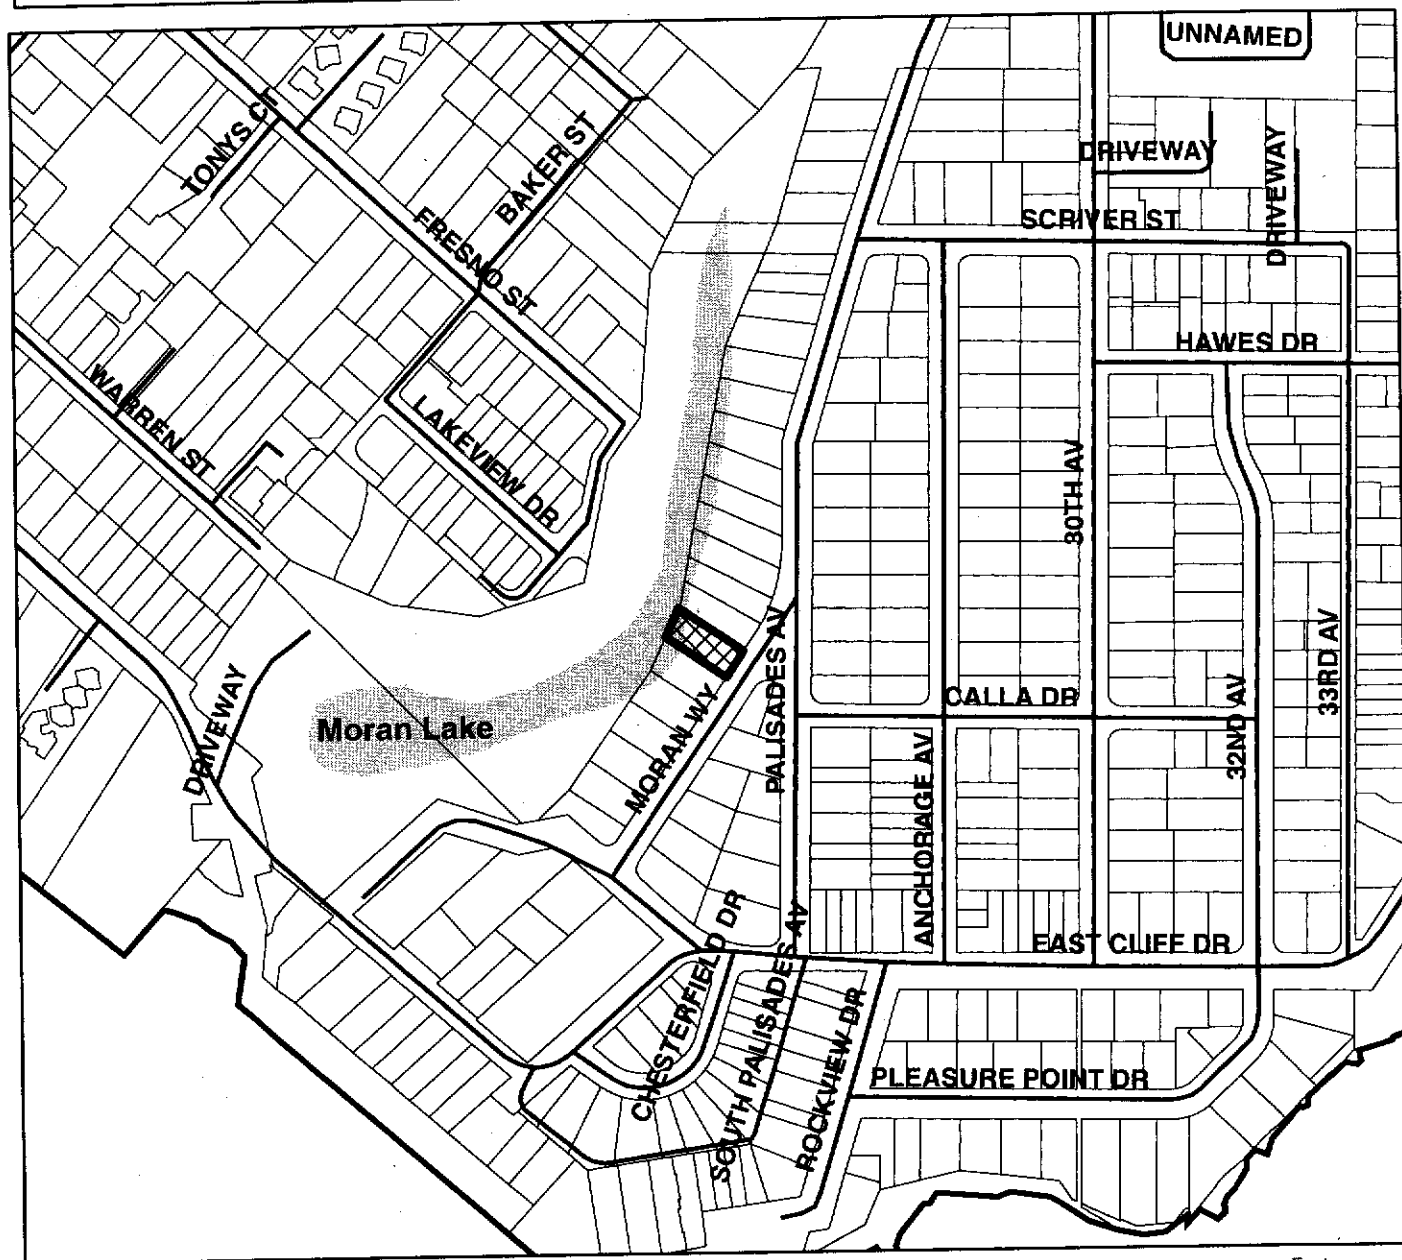 UNNAMED
TONYS CT
BAKER ST
DRIVEWAY
DRIVEWAY
FRESNO ST
SCRIVER ST
HAWES DR
WARREN ST
LAKEVIEW DR
30TH AV
PALISADES AV
33RD AV
DRIVEWAY
Moran Lake
MORAN WY
CALLA DR
32ND AV
ANCHORAGE AV
EAST CLIFF DR
CHESTERFIELD DR
SOUTH PALISADES AV
ROCKVIEW DR
PLEASURE POINT DR